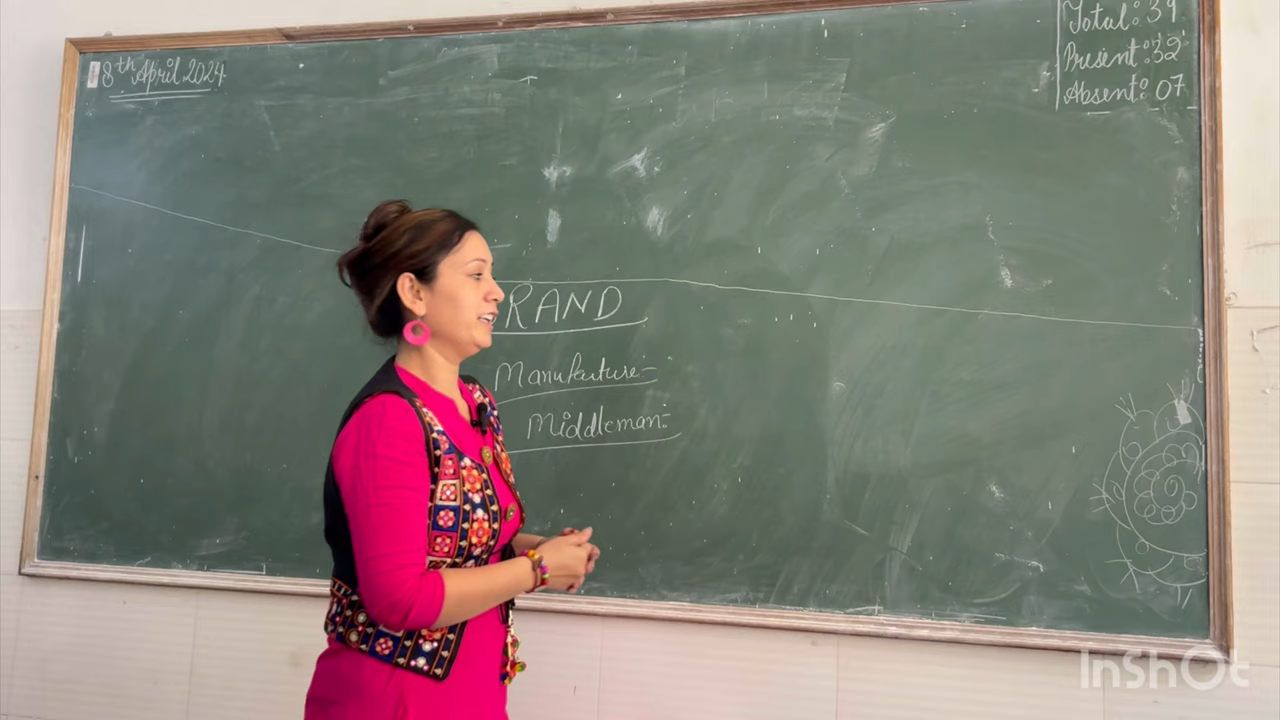 8th April 2024
Total: 39
Present: 32
Absent: 07
RAND
Manufacture:-
Middleman:-
InShOt